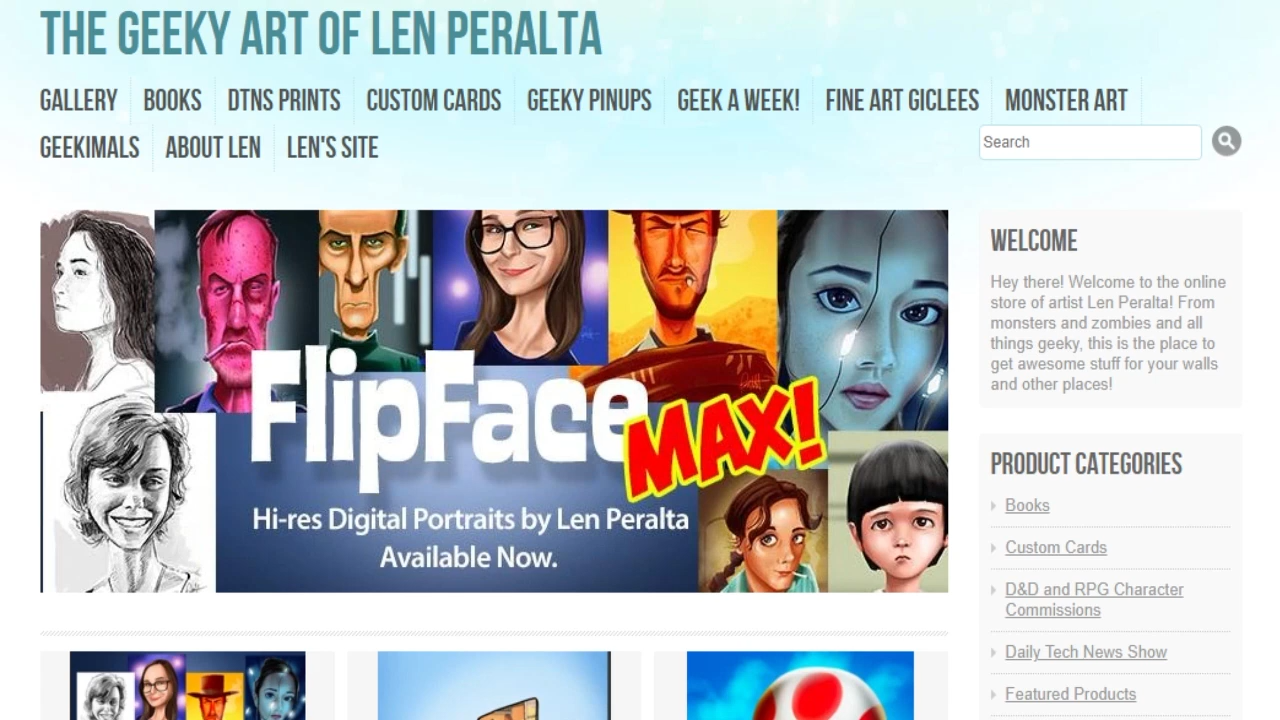 THE GEEKY ART OF LEN PERALTA
GALLERY BOOKS DTNS PRINTS CUSTOM CARDS GEEKY PINUPS GEEK A WEEK! FINE ART GICLEES MONSTER ART
GEEKIMALS ABOUT LEN LEN'S SITE
Search
FlipFace
MAX!
Hi-res Digital Portraits by Len Peralta
Available Now.
WELCOME
Hey there! Welcome to the online
store of artist Len Peralta! From
monsters and zombies and all
things geeky, this is the place to
get awesome stuff for your walls
and other places!
PRODUCT CATEGORIES
Books
Custom Cards
D&D and RPG Character
Commissions
Daily Tech News Show
Featured Products